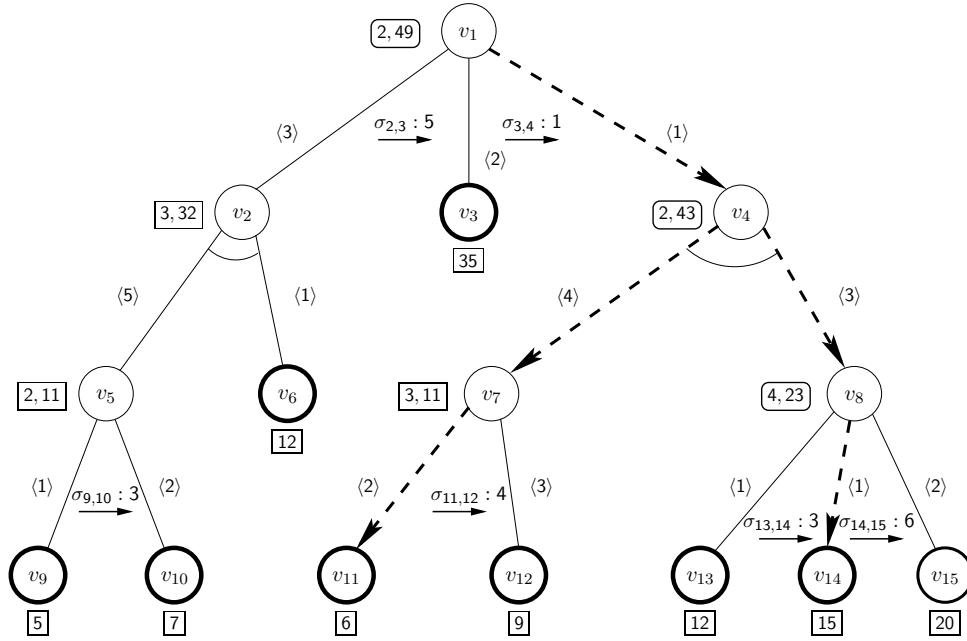 2, 49 v₁
⟨3⟩ σ₂,₃ : 5 σ₃,₄ : 1 ⟨1⟩
⟨2⟩
3, 32 v₂ v₃ 2, 43 v₄
35
⟨5⟩ ⟨1⟩ ⟨4⟩ ⟨3⟩
2, 11 v₅ v₆ 3, 11 v₇ 4, 23 v₈
12
⟨1⟩ σ₉,₁₀ : 3 ⟨2⟩ ⟨2⟩ σ₁₁,₁₂ : 4 ⟨3⟩ ⟨1⟩ ⟨1⟩ ⟨2⟩
σ₁₃,₁₄ : 3 σ₁₄,₁₅ : 6
v₉ v₁₀ v₁₁ v₁₂ v₁₃ v₁₄ v₁₅
5 7 6 9 12 15 20